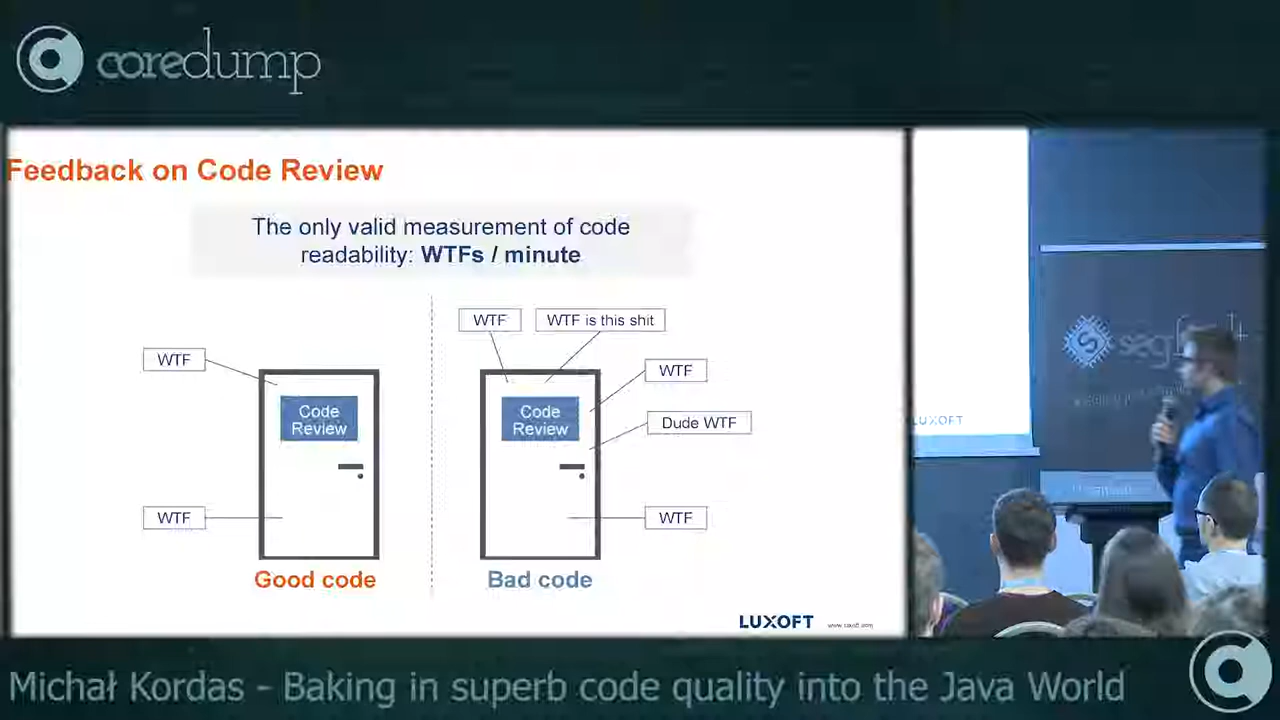 coredump
Feedback on Code Review
The only valid measurement of code
readability: WTFs / minute
WTF
WTF is this shit
WTF
WTF
Dude WTF
WTF
WTF
Code
Review
Code
Review
Good code
Bad code
LUXOFT
LUXOFT
Michał Kordas - Baking in superb code quality into the Java World